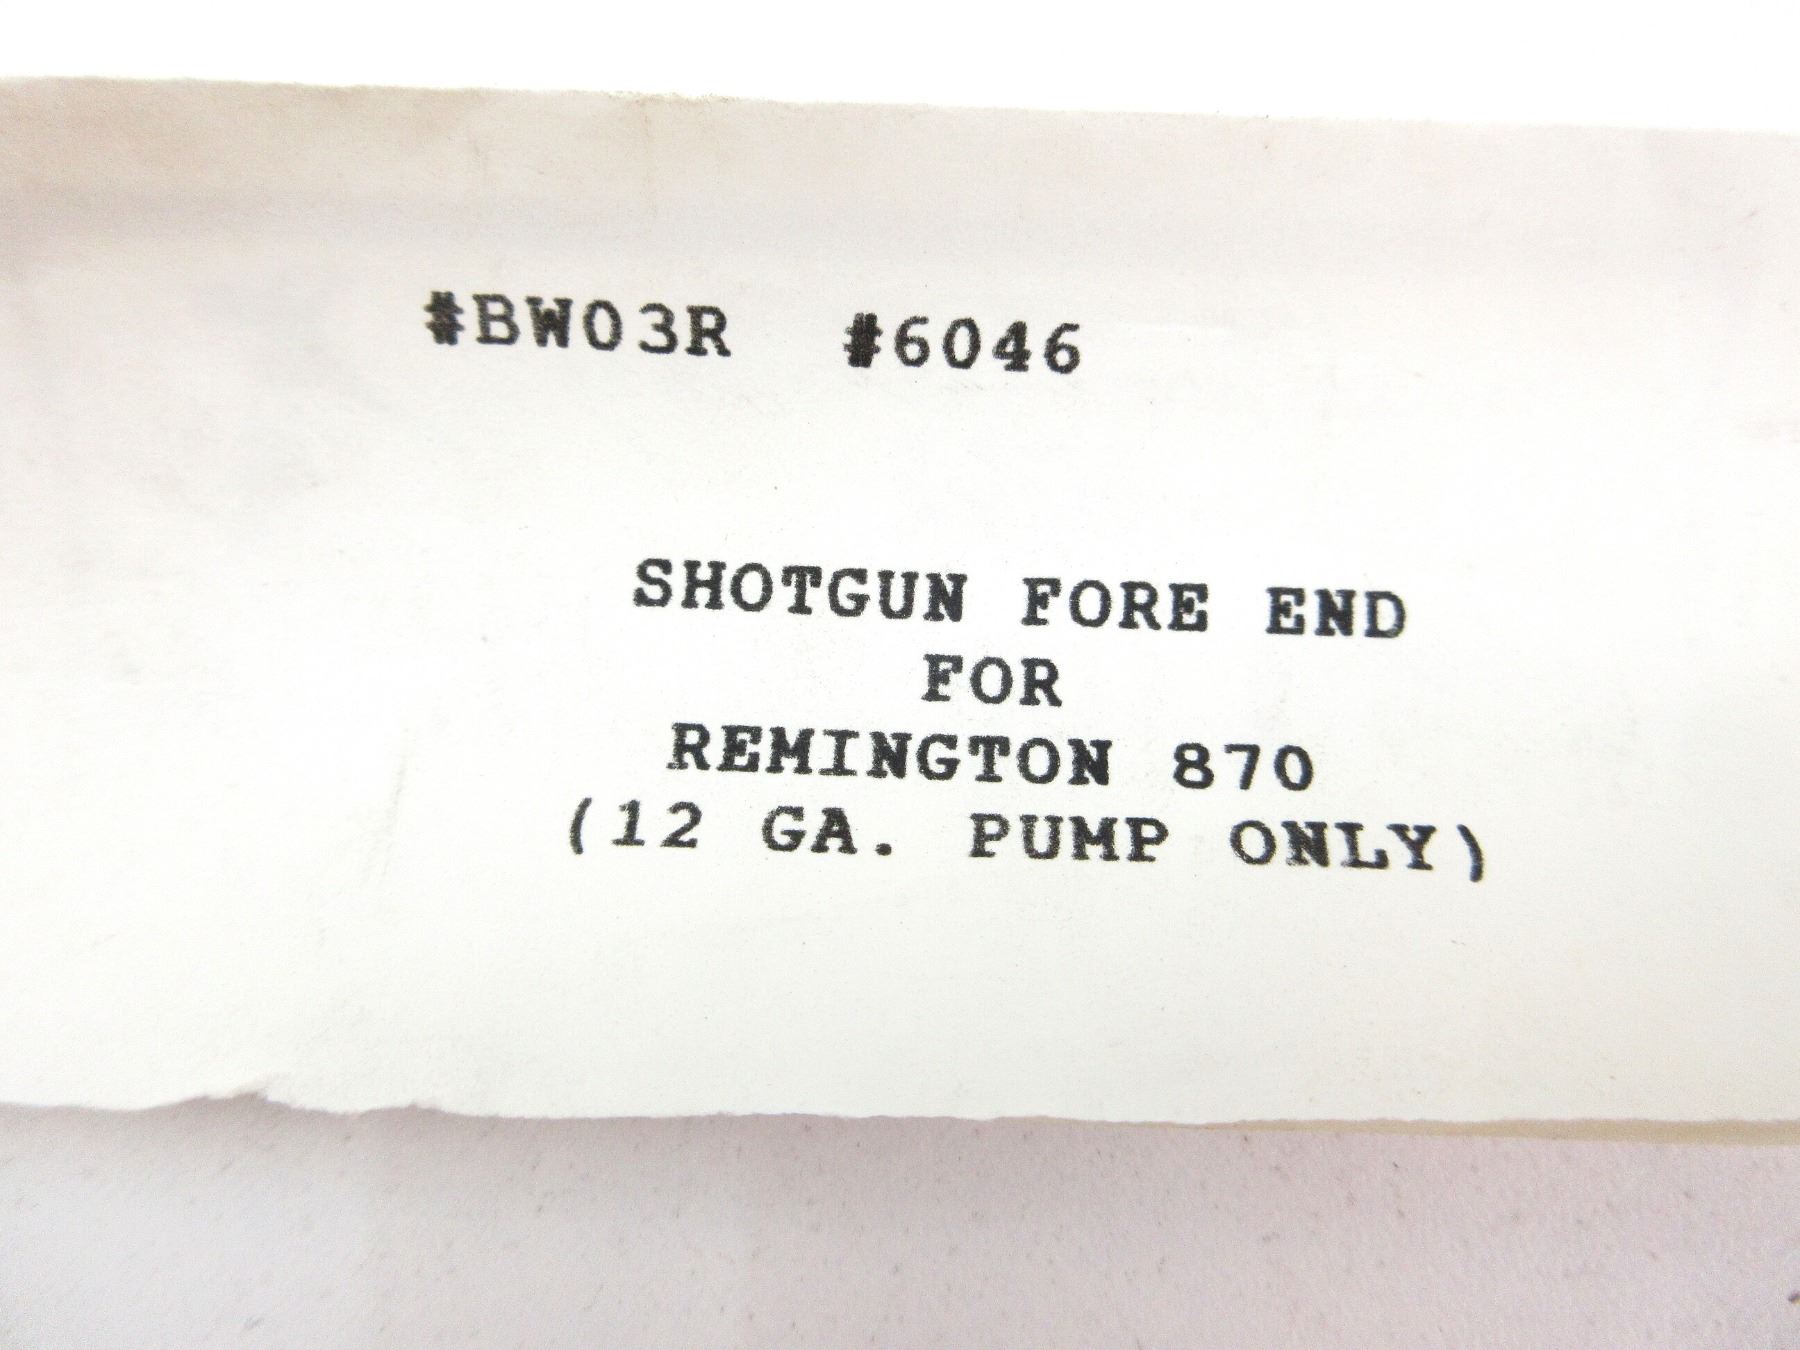 #BW03R #6046
SHOTGUN FORE END
FOR
REMINGTON 870
(12 GA. PUMP ONLY)